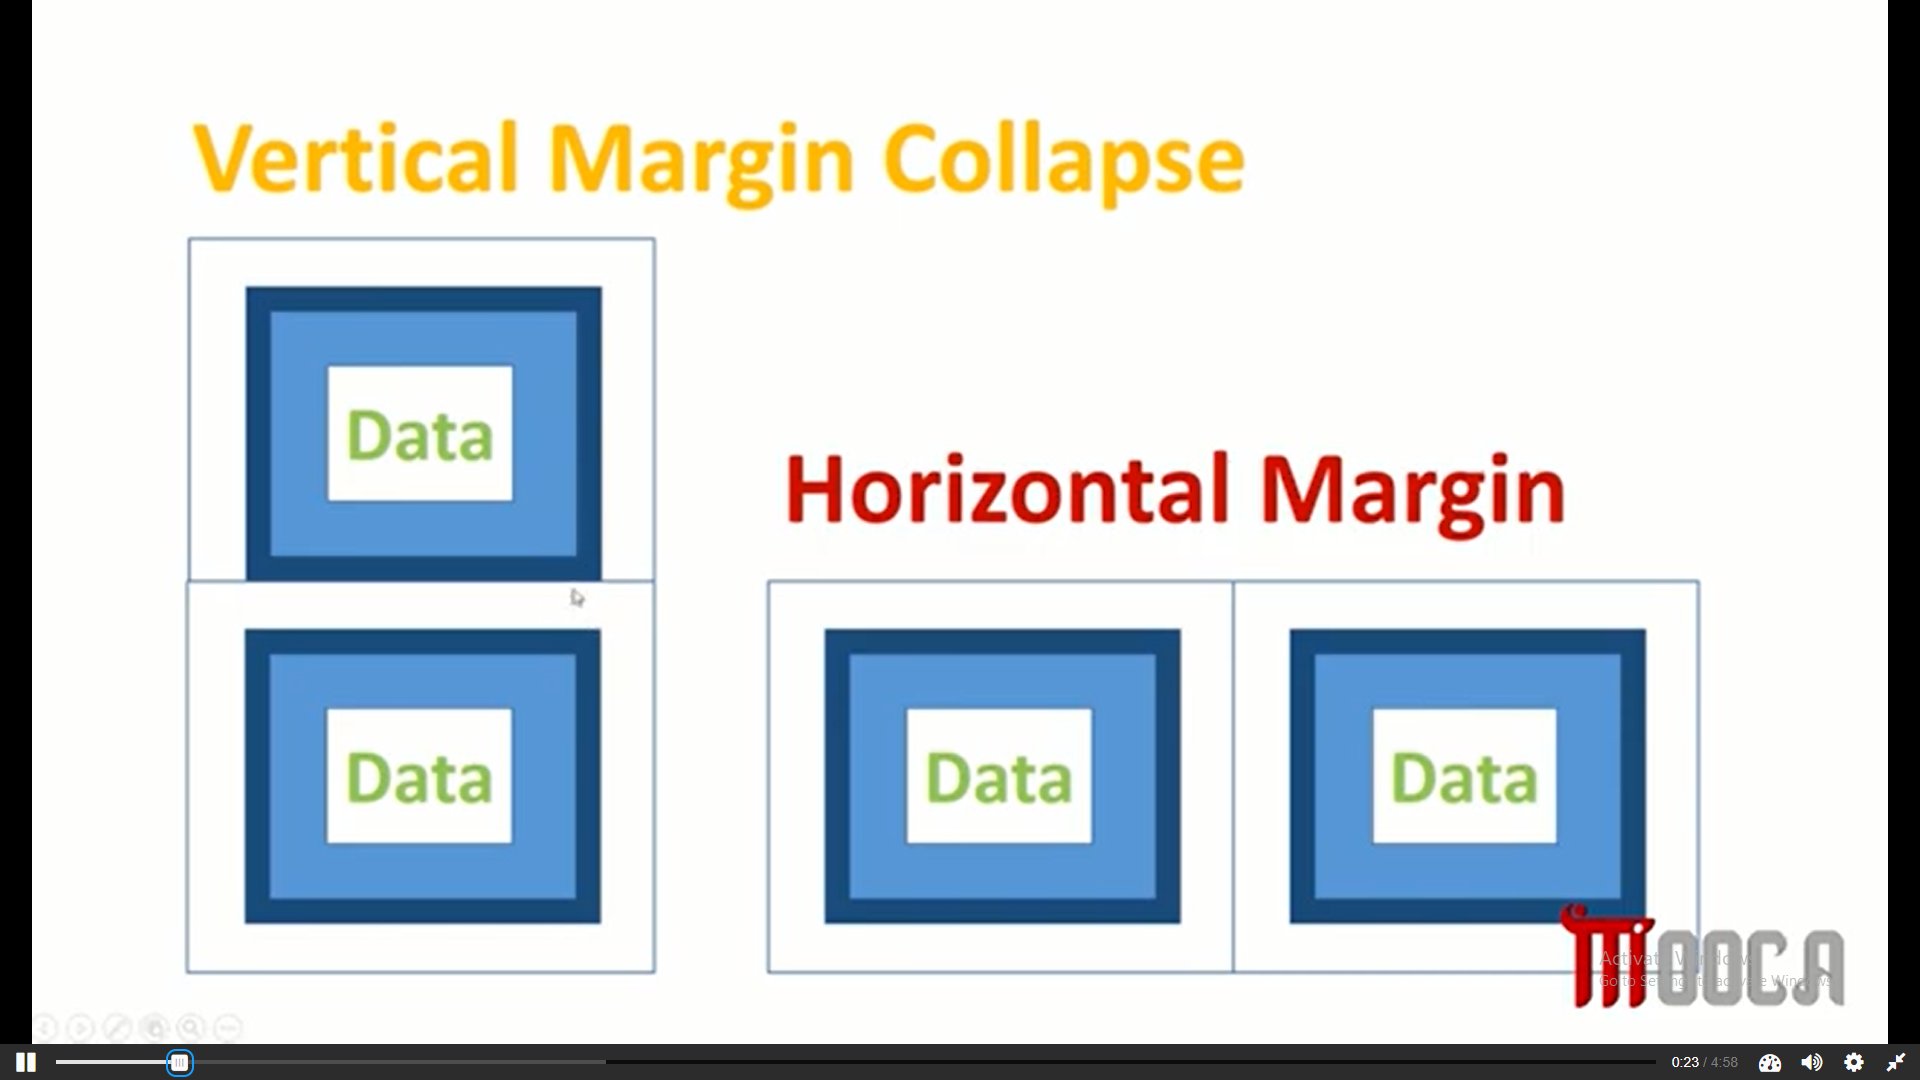 Vertical Margin Collapse
Data
Horizontal Margin
Data
Data
Data
MOOCA
Activate Windows
Go to Settings to activate Windows.
0:23 / 4:58